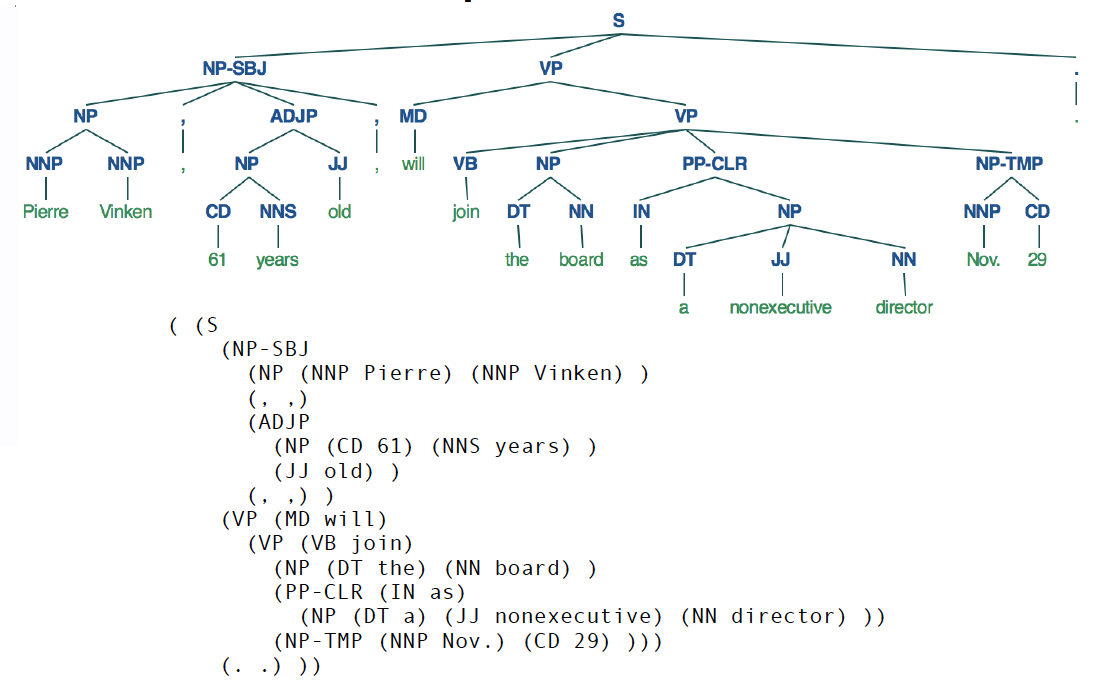 S
NP-SBJ VP .
NP , ADJP , MD VP .
NNP NNP , NP JJ , will VB NP PP-CLR NP-TMP
Pierre Vinken CD NNS old join DT NN IN NP NNP CD
61 years the board as DT JJ NN Nov. 29
a nonexecutive director
( (S
(NP-SBJ
(NP (NNP Pierre) (NNP Vinken) )
(, ,)
(ADJP
(NP (CD 61) (NNS years) )
(JJ old) )
(, ,) )
(VP (MD will)
(VP (VB join)
(NP (DT the) (NN board) )
(PP-CLR (IN as)
(NP (DT a) (JJ nonexecutive) (NN director) ))
(NP-TMP (NNP Nov.) (CD 29) )))
(. .) ))